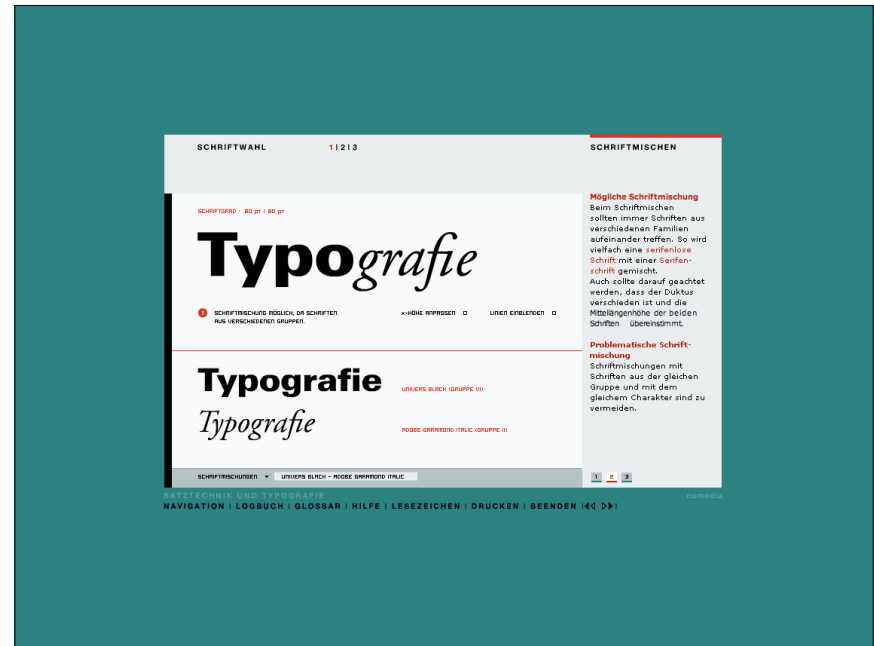 SCHRIFTWAHL
1 | 2 | 3
SCHRIFTMISCHEN
SCHRIFTGRAD : 80 pt / 80 pt
Typografie
SCHRIFTMISCHUNG MÖGLICH, DA SCHRIFTEN
AUS VERSCHIEDENEN GRUPPEN.
x-HÖHE ANPASSEN
LINIEN EINBLENDEN
Typografie
UNIVERS BLACK (GRUPPE VI)
Typografie
ADOBE GARAMOND ITALIC (GRUPPE II)
SCHRIFTMISCHUNGEN
UNIVERS BLACK – ADOBE GARAMOND ITALIC
Mögliche Schriftmischung
Beim Schriftmischen
sollten immer Schriften aus
verschiedenen Familien
aufeinander treffen. So wird
vielfach eine serifenlose
Schrift mit einer Serifen-
schrift gemischt.
Auch sollte darauf geachtet
werden, dass der Duktus
verschieden ist und die
Mittellängenhöhe der beiden
Schriften übereinstimmt.
Problematische Schrift-
mischung
Schriftmischungen mit
Schriften aus der gleichen
Gruppe und mit dem
gleichem Charakter sind zu
vermeiden.
1 2 3
SATZTECHNIK UND TYPOGRAFIE
comedia
NAVIGATION | LOGBUCH | GLOSSAR | HILFE | LESEZEICHEN | DRUCKEN | BEENDEN